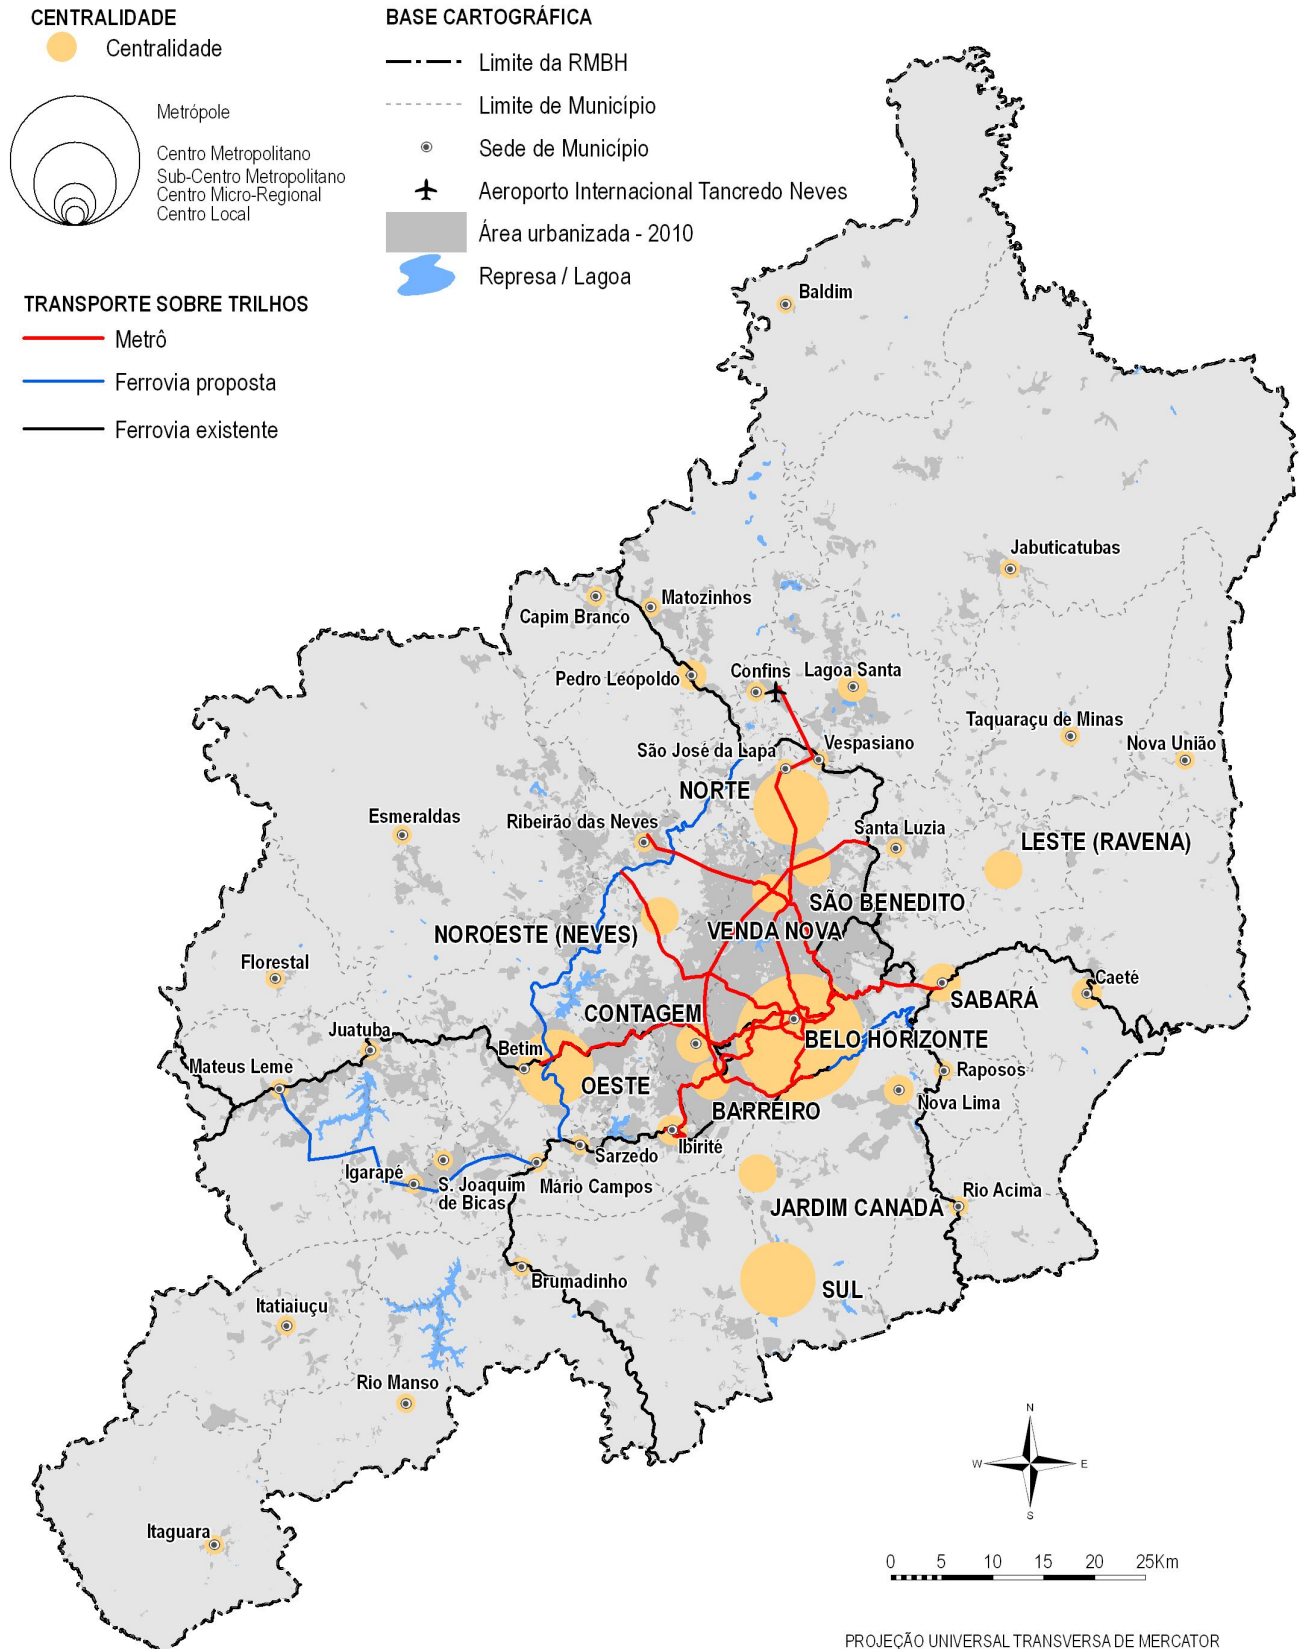 CENTRALIDADE
Centralidade
Metrópole
Centro Metropolitano
Sub-Centro Metropolitano
Centro Micro-Regional
Centro Local
TRANSPORTE SOBRE TRILHOS
Metrô
Ferrovia proposta
Ferrovia existente
BASE CARTOGRÁFICA
Limite da RMBH
Limite de Município
Sede de Município
Aeroporto Internacional Tancredo Neves
Área urbanizada - 2010
Represa / Lagoa
Baldim
Jabuticatubas
Matozinhos
Capim Branco
Pedro Leopoldo
Confins
Lagoa Santa
Taquaraçu de Minas
Nova União
São José da Lapa
Vespasiano
NORTE
Esmeraldas
Ribeirão das Neves
Santa Luzia
LESTE (RAVENA)
SÃO BENEDITO
NOROESTE (NEVES)
VENDA NOVA
Florestal
Caeté
SABARÁ
CONTAGEM
Juatuba
BELO HORIZONTE
Betim
Mateus Leme
OESTE
Raposos
BARREIRO
Nova Lima
Ibirité
Sarzedo
Igarapé
S. Joaquim
de Bicas
Mário Campos
Rio Acima
JARDIM CANADÁ
Brumadinho
SUL
Itatiaiuçu
Rio Manso
Itaguara
N
W
E
S
0 5 10 15 20 25Km
PROJEÇÃO UNIVERSAL TRANSVERSA DE MERCATOR